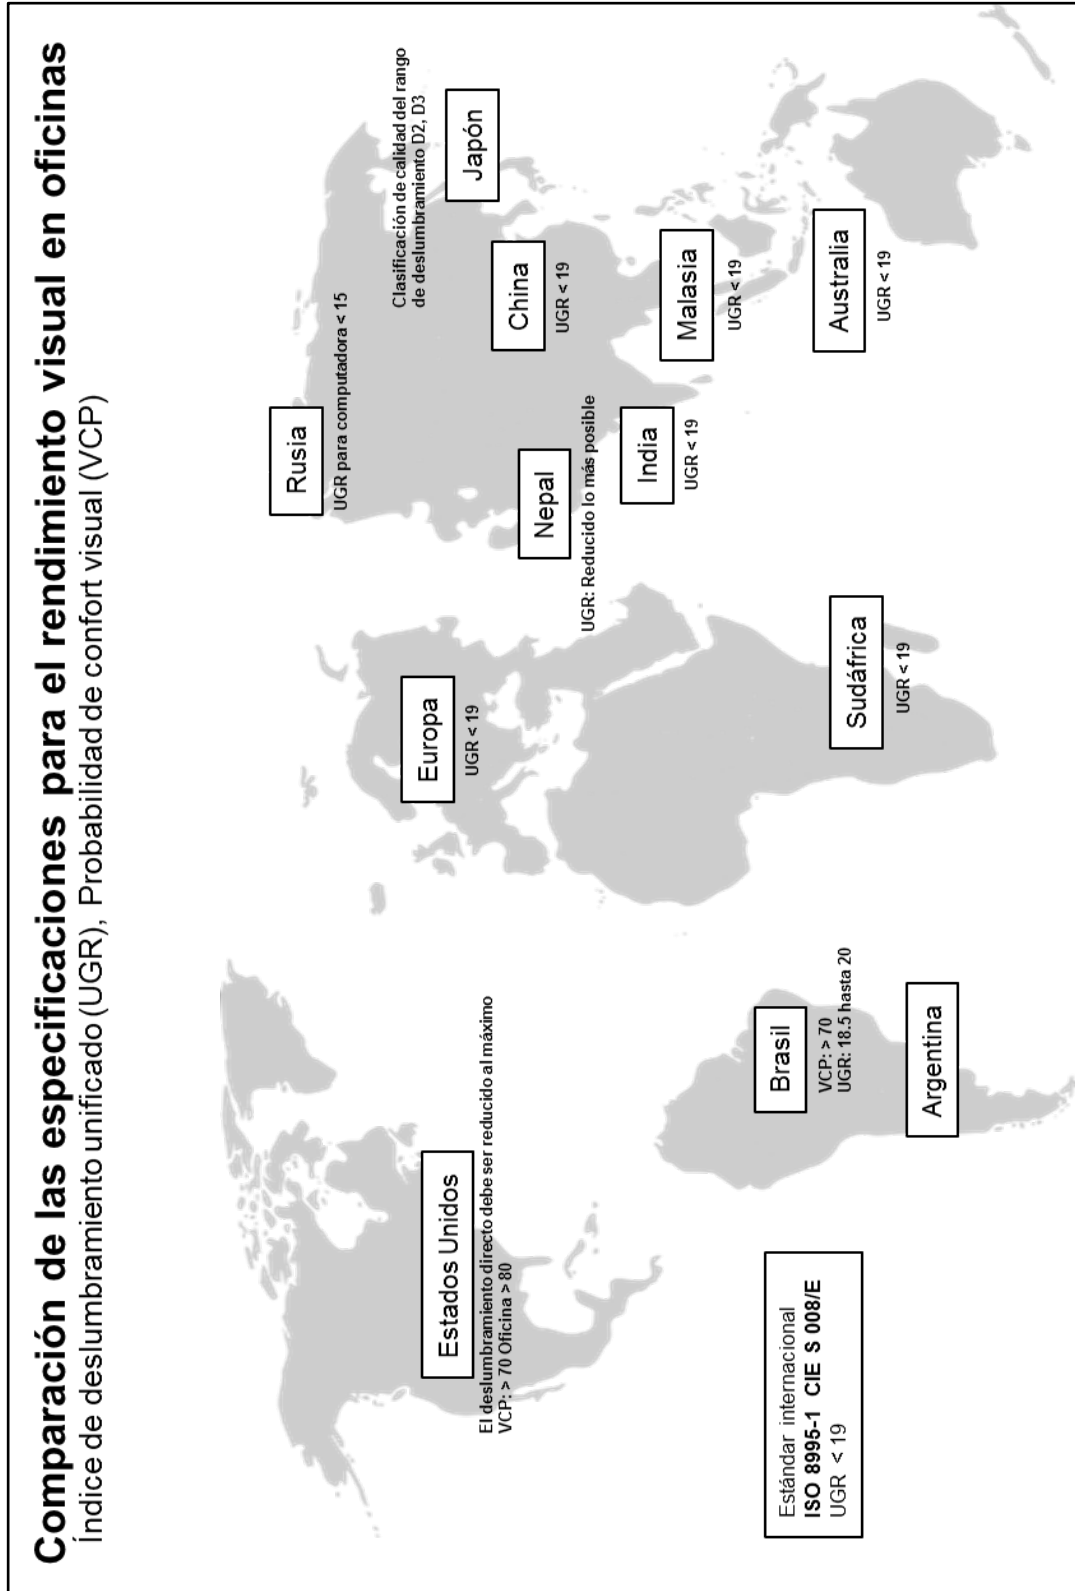 Comparación de las especificaciones para el rendimiento visual en oficinas
Índice de deslumbramiento unificado (UGR), Probabilidad de confort visual (VCP)
Estados Unidos
El deslumbramiento directo debe ser reducido al máximo
VCP: > 70 Oficina > 80
Estándar internacional
ISO 8995-1 CIE S 008/E
UGR < 19
Brasil
VCP: > 70
UGR: 18.5 hasta 20
Argentina
Europa
UGR < 19
Sudáfrica
UGR < 19
Rusia
UGR para computadora < 15
Nepal
UGR: Reducido lo más posible
India
UGR < 19
Clasificación de calidad del rango
de deslumbramiento D2, D3
Japón
China
UGR < 19
Malasia
UGR < 19
Australia
UGR < 19